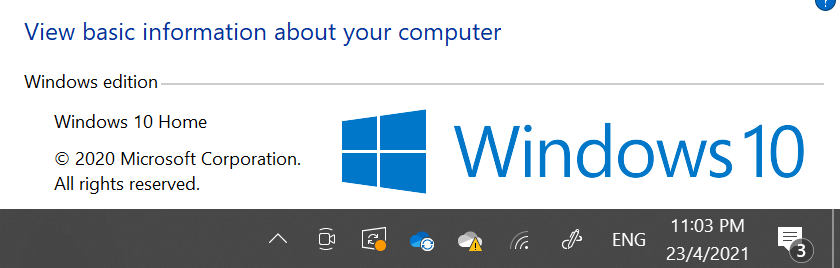 View basic information about your computer
Windows edition
Windows 10 Home
© 2020 Microsoft Corporation.
All rights reserved.
Windows 10
ENG
11:03 PM
23/4/2021
3